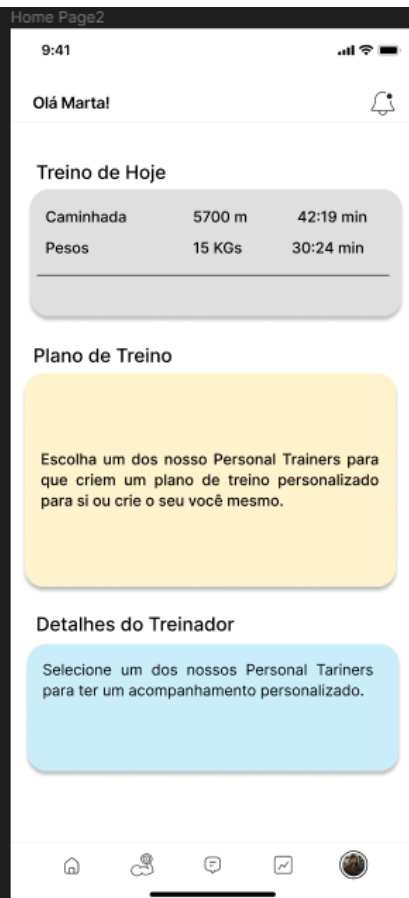 Home Page2
9:41
Olá Marta!
Treino de Hoje
Caminhada 5700 m 42:19 min
Pesos 15 KGs 30:24 min
Plano de Treino
Escolha um dos nosso Personal Trainers para
que criem um plano de treino personalizado
para si ou crie o seu você mesmo.
Detalhes do Treinador
Selecione um dos nossos Personal Tariners
para ter um acompanhamento personalizado.